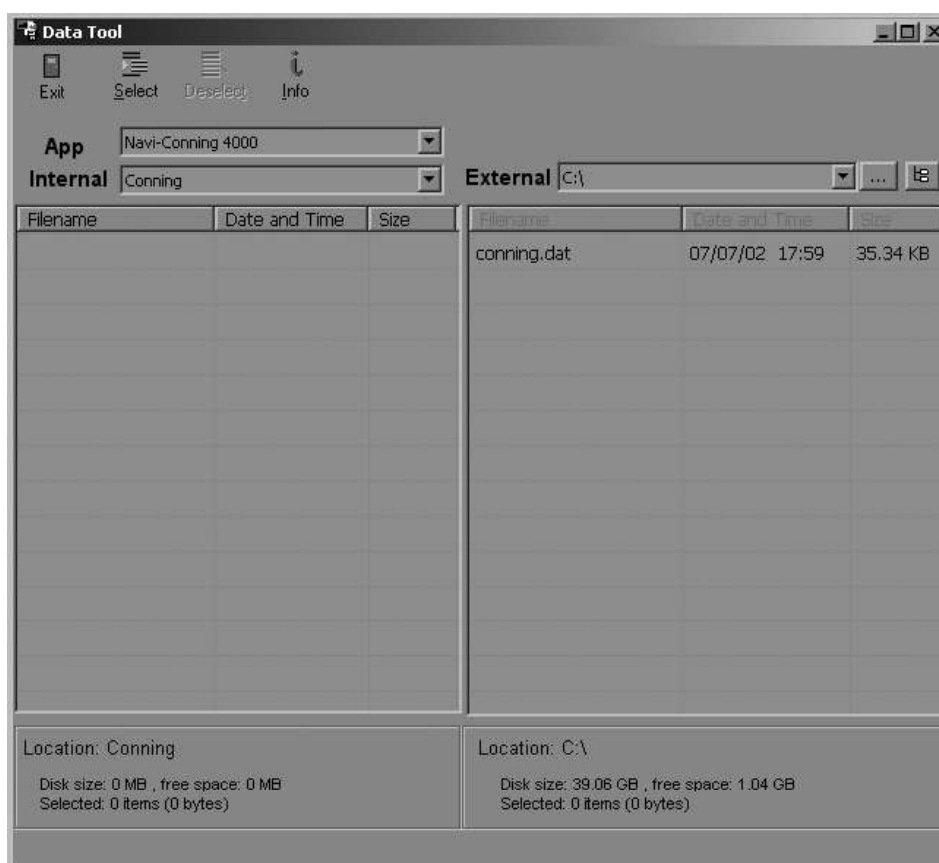 Data Tool
Exit Select Deselect Info
App Navi-Conning 4000
Internal Conning
External C:\ ...
Filename Date and Time Size
Filename Date and Time Size
conning.dat 07/07/02 17:59 35.34 KB
Location: Conning
Disk size: 0 MB , free space: 0 MB
Selected: 0 items (0 bytes)
Location: C:\
Disk size: 39.06 GB , free space: 1.04 GB
Selected: 0 items (0 bytes)